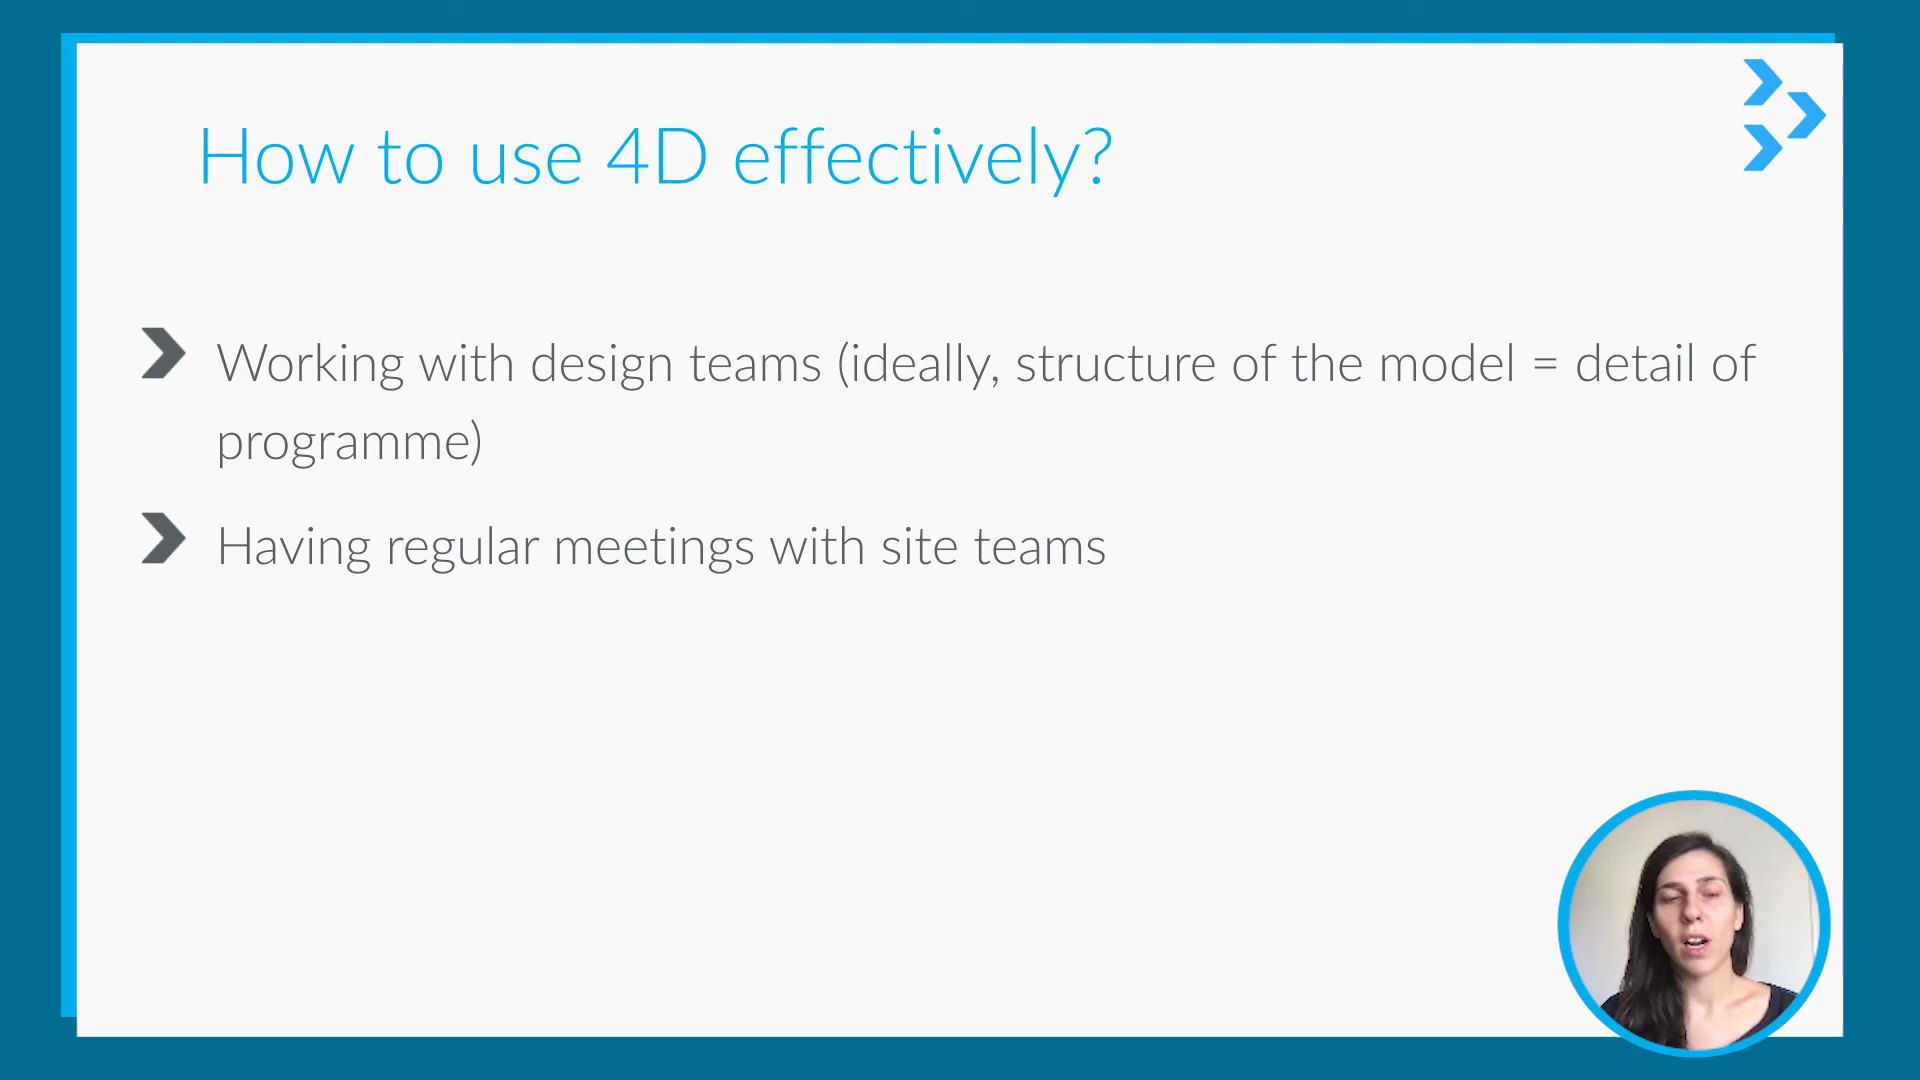 How to use 4D effectively?
Working with design teams (ideally, structure of the model = detail of
programme)
Having regular meetings with site teams